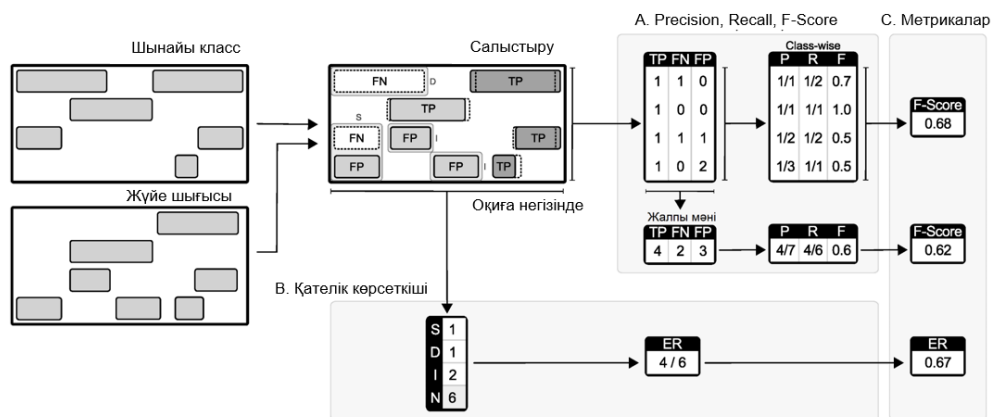 A. Precision, Recall, F-Score
C. Метрикалар
Шынайы класс
Салыстыру
Class-wise
TP FN FP
P R F
FN D TP
1 1 0
1/1 1/2 0.7
TP
1 0 0
1/1 1/1 1.0
F-Score
0.68
S
FN FP I TP
1 1 1
1/2 1/2 0.5
FP FP I TP
1 0 2
1/3 1/1 0.5
Жүйе шығысы
Оқиға негізінде
Жалпы мәні
TP FN FP
P R F
F-Score
4 2 3
4/7 4/6 0.6
0.62
B. Қателік көрсеткіші
S 1
D 1
I 2
N 6
ER
4 / 6
ER
0.67